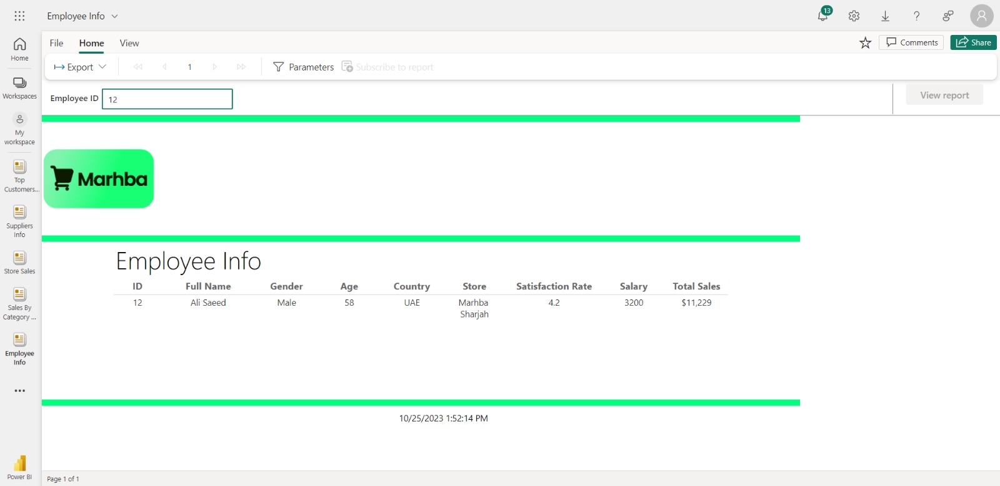 Employee Info
13
File Home View
Comments
Share
Export
1
Parameters
Subscribe to report
Employee ID
12
View report
Home
Workspaces
My
workspace
Top
Customers...
Suppliers
Info
Store Sales
Sales By
Category ...
Employee
Info
Power BI
Marhba
Employee Info
ID Full Name Gender Age Country Store Satisfaction Rate Salary Total Sales
12 Ali Saeed Male 58 UAE Marhba 4.2 3200 $11,229
Sharjah
10/25/2023 1:52:14 PM
Page 1 of 1